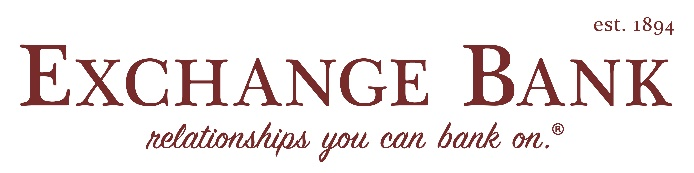 est. 1894
EXCHANGE BANK
relationships you can bank on.®